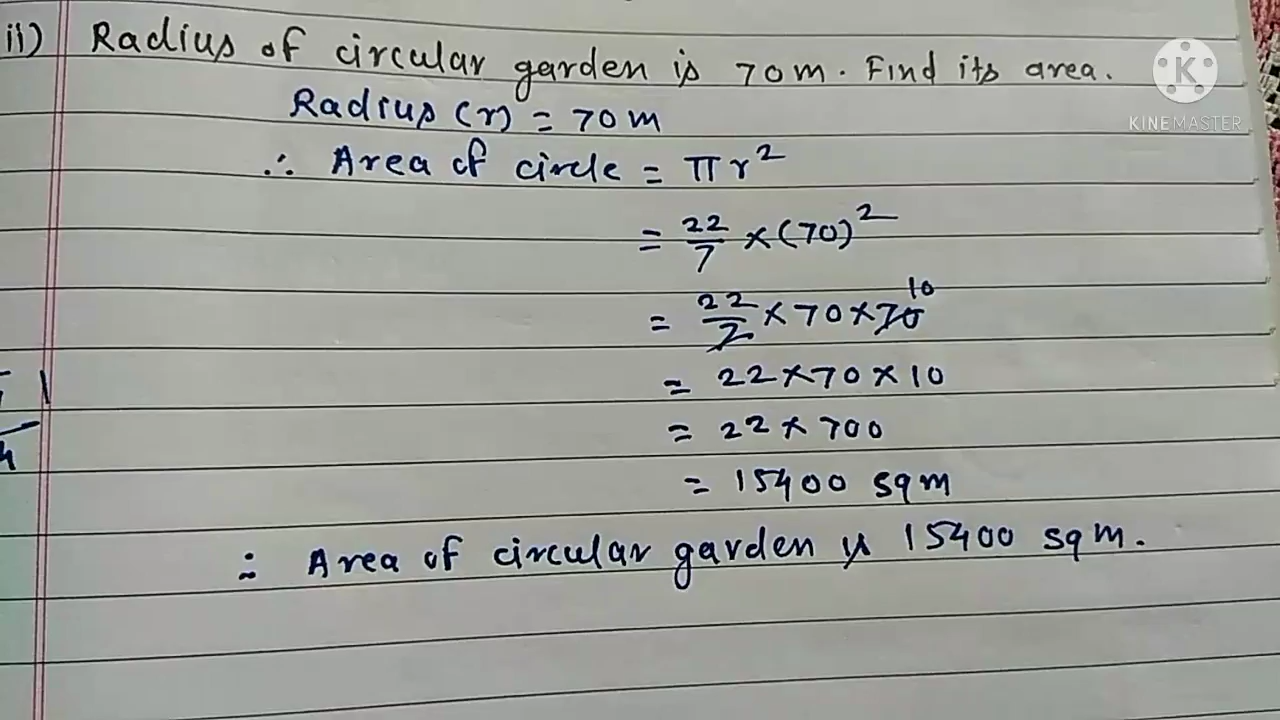 ii) Radius of circular garden is 70m. Find its area.
KINEMASTER
Radius (r) = 70 m
∴ Area of circle = πr²
= 22/7 × (70)²
= 22/7 × 70 × 70 10
= 22 × 70 × 10
= 22 × 700
= 15400 sqm
∴ Area of circular garden is 15400 sqm.